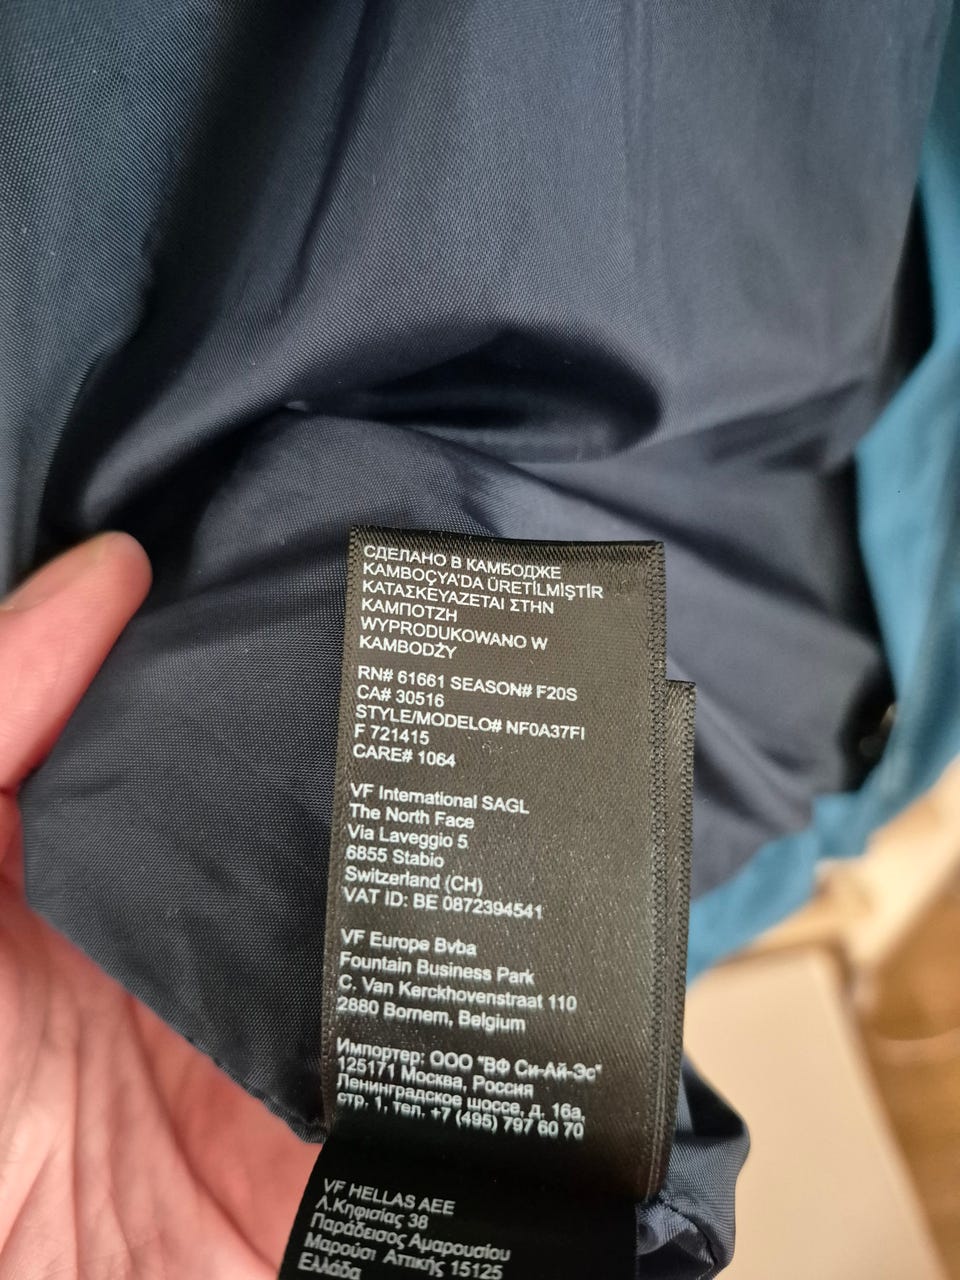 СДЕЛАНО В КАМБОДЖЕ
KAMBOÇYA'DA ÜRETİLMİŞTİR
ΚΑΤΑΣΚΕΥΑΖΕΤΑΙ ΣΤΗΝ
ΚΑΜΠΟΤΖΗ
WYPRODUKOWANO W
KAMBODŻY
RN# 61661 SEASON# F20S
CA# 30516
STYLE/MODELO# NF0A37FI
F 721415
CARE# 1064
VF International SAGL
The North Face
Via Laveggio 5
6855 Stabio
Switzerland (CH)
VAT ID: BE 0872394541
VF Europe Bvba
Fountain Business Park
C. Van Kerckhovenstraat 110
2880 Bornem, Belgium
Импортер: ООО "ВФ Си-Ай-Эс"
125171 Москва, Россия
Ленинградское шоссе, д. 16а,
стр. 1, тел. +7 (495) 797 60 70
VF HELLAS AEE
Λ.Κηφισίας 38
Παράδεισος Αμαρουσίου
Μαρούσι Αττικής 15125
Ελλάδα